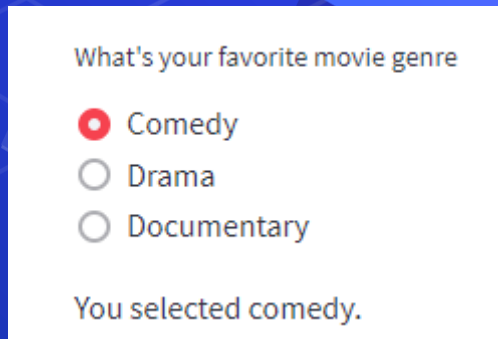 What's your favorite movie genre
Comedy
Drama
Documentary
You selected comedy.